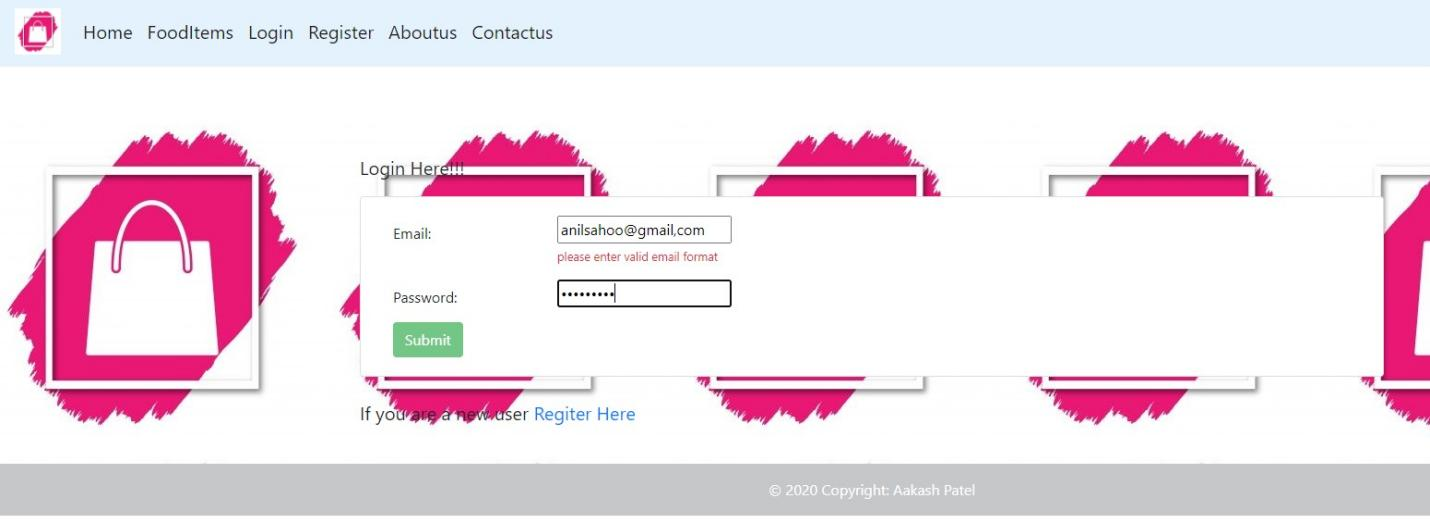 Home FoodItems Login Register Aboutus Contactus
Login Here!!!
Email: anilsahoo@gmail,com
please enter valid email format
Password: •••••••••
Submit
If you are a new user Regiter Here
© 2020 Copyright: Aakash Patel